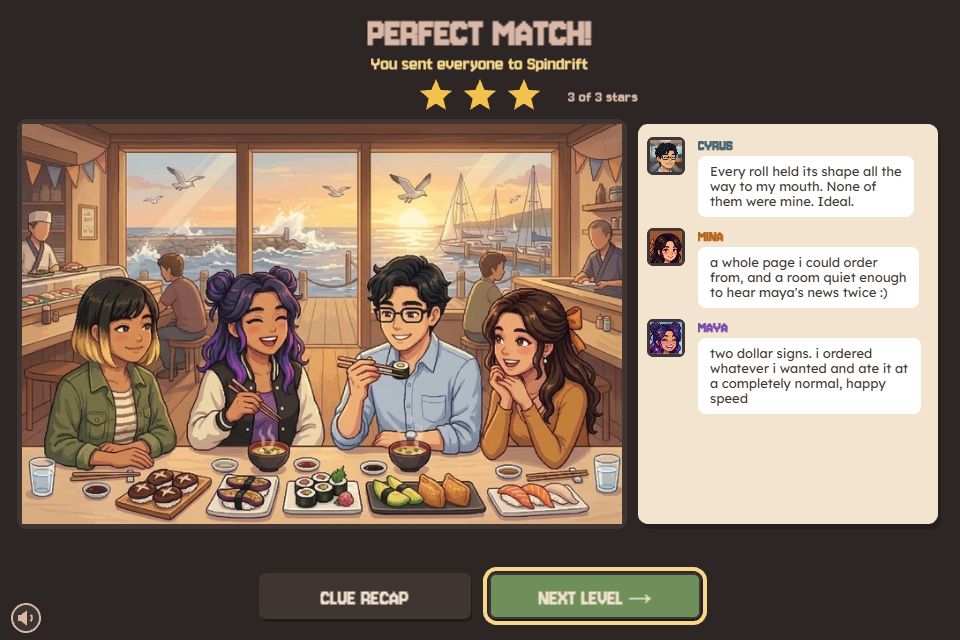 PERFECT MATCH!
You sent everyone to Spindrift
3 of 3 stars
CYRUS
Every roll held its shape all the
way to my mouth. None of
them were mine. Ideal.
MINA
a whole page i could order
from, and a room quiet enough
to hear maya's news twice :)
MAYA
two dollar signs. i ordered
whatever i wanted and ate it at
a completely normal, happy
speed
CLUE RECAP
NEXT LEVEL →